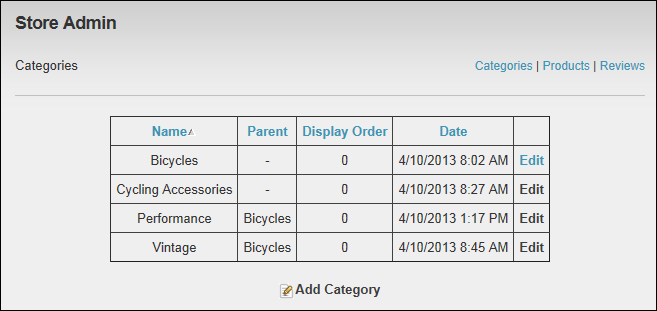 Store Admin
Categories
Categories | Products | Reviews
Name Parent Display Order Date
Bicycles - 0 4/10/2013 8:02 AM Edit
Cycling Accessories - 0 4/10/2013 8:27 AM Edit
Performance Bicycles 0 4/10/2013 1:17 PM Edit
Vintage Bicycles 0 4/10/2013 8:45 AM Edit
Add Category